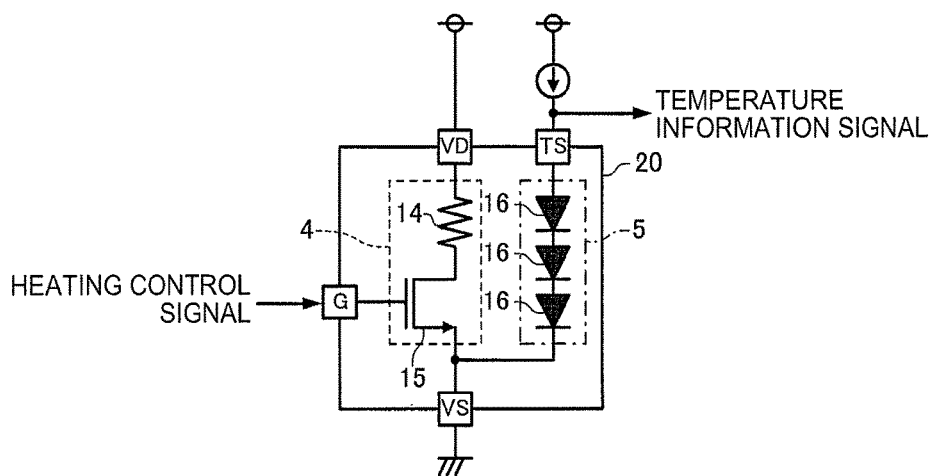 TEMPERATURE
INFORMATION SIGNAL
VD
TS
20
4
14
16
5
16
HEATING CONTROL
SIGNAL
G
16
15
VS